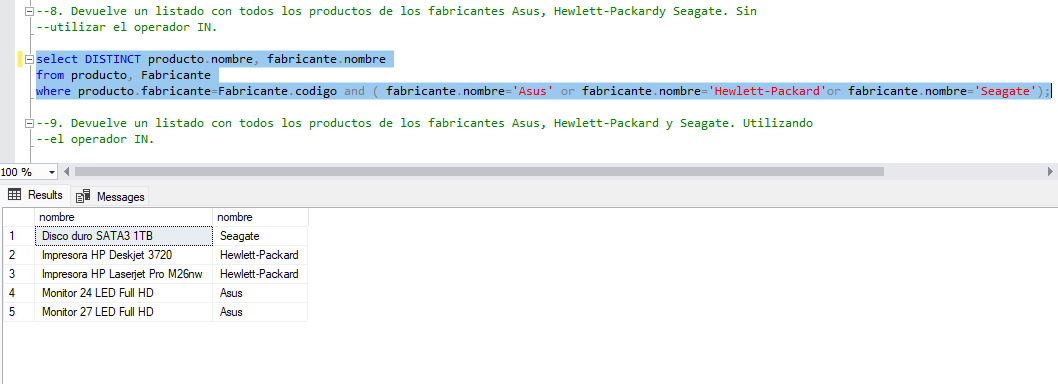 --8. Devuelve un listado con todos los productos de los fabricantes Asus, Hewlett-Packardy Seagate. Sin
--utilizar el operador IN.
select DISTINCT producto.nombre, fabricante.nombre
from producto, Fabricante
where producto.fabricante=Fabricante.codigo and ( fabricante.nombre='Asus' or fabricante.nombre='Hewlett-Packard'or fabricante.nombre='Seagate');
--9. Devuelve un listado con todos los productos de los fabricantes Asus, Hewlett-Packard y Seagate. Utilizando
--el operador IN.
100 %
Results Messages
nombre nombre
1 Disco duro SATA3 1TB Seagate
2 Impresora HP Deskjet 3720 Hewlett-Packard
3 Impresora HP Laserjet Pro M26nw Hewlett-Packard
4 Monitor 24 LED Full HD Asus
5 Monitor 27 LED Full HD Asus